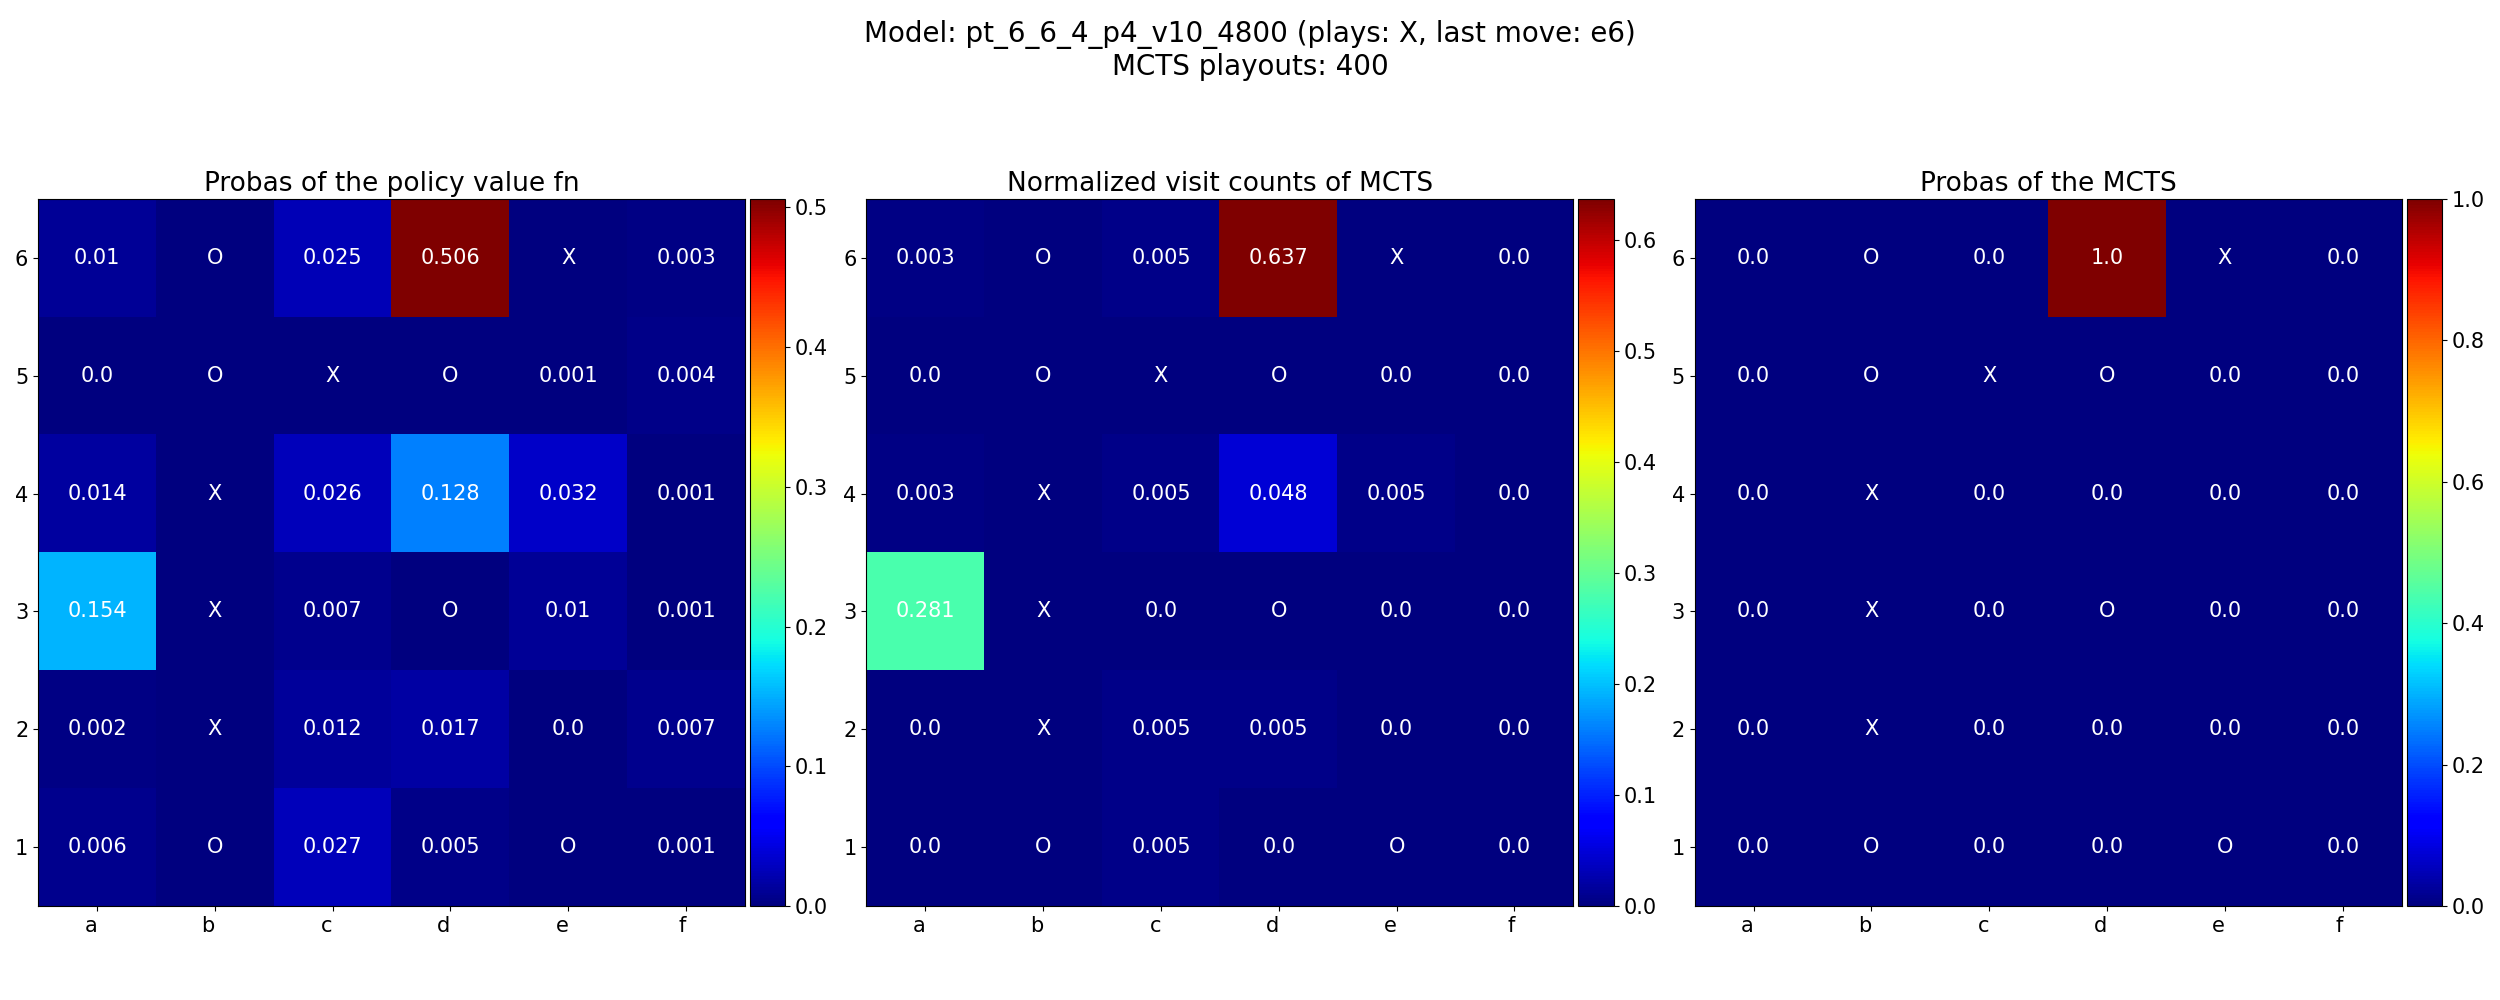 Model: pt_6_6_4_p4_v10_4800 (plays: X, last move: e6)
MCTS playouts: 400
Probas of the policy value fn
6 0.01 O 0.025 0.506 X 0.003
5 0.0 O X O 0.001 0.004
4 0.014 X 0.026 0.128 0.032 0.001
3 0.154 X 0.007 O 0.01 0.001
2 0.002 X 0.012 0.017 0.0 0.007
1 0.006 O 0.027 0.005 O 0.001
a b c d e f
0.5
0.4
0.3
0.2
0.1
0.0
Normalized visit counts of MCTS
6 0.003 O 0.005 0.637 X 0.0
5 0.0 O X O 0.0 0.0
4 0.003 X 0.005 0.048 0.005 0.0
3 0.281 X 0.0 O 0.0 0.0
2 0.0 X 0.005 0.005 0.0 0.0
1 0.0 O 0.005 0.0 O 0.0
a b c d e f
0.6
0.5
0.4
0.3
0.2
0.1
0.0
Probas of the MCTS
6 0.0 O 0.0 1.0 X 0.0
5 0.0 O X O 0.0 0.0
4 0.0 X 0.0 0.0 0.0 0.0
3 0.0 X 0.0 O 0.0 0.0
2 0.0 X 0.0 0.0 0.0 0.0
1 0.0 O 0.0 0.0 O 0.0
a b c d e f
1.0
0.8
0.6
0.4
0.2
0.0